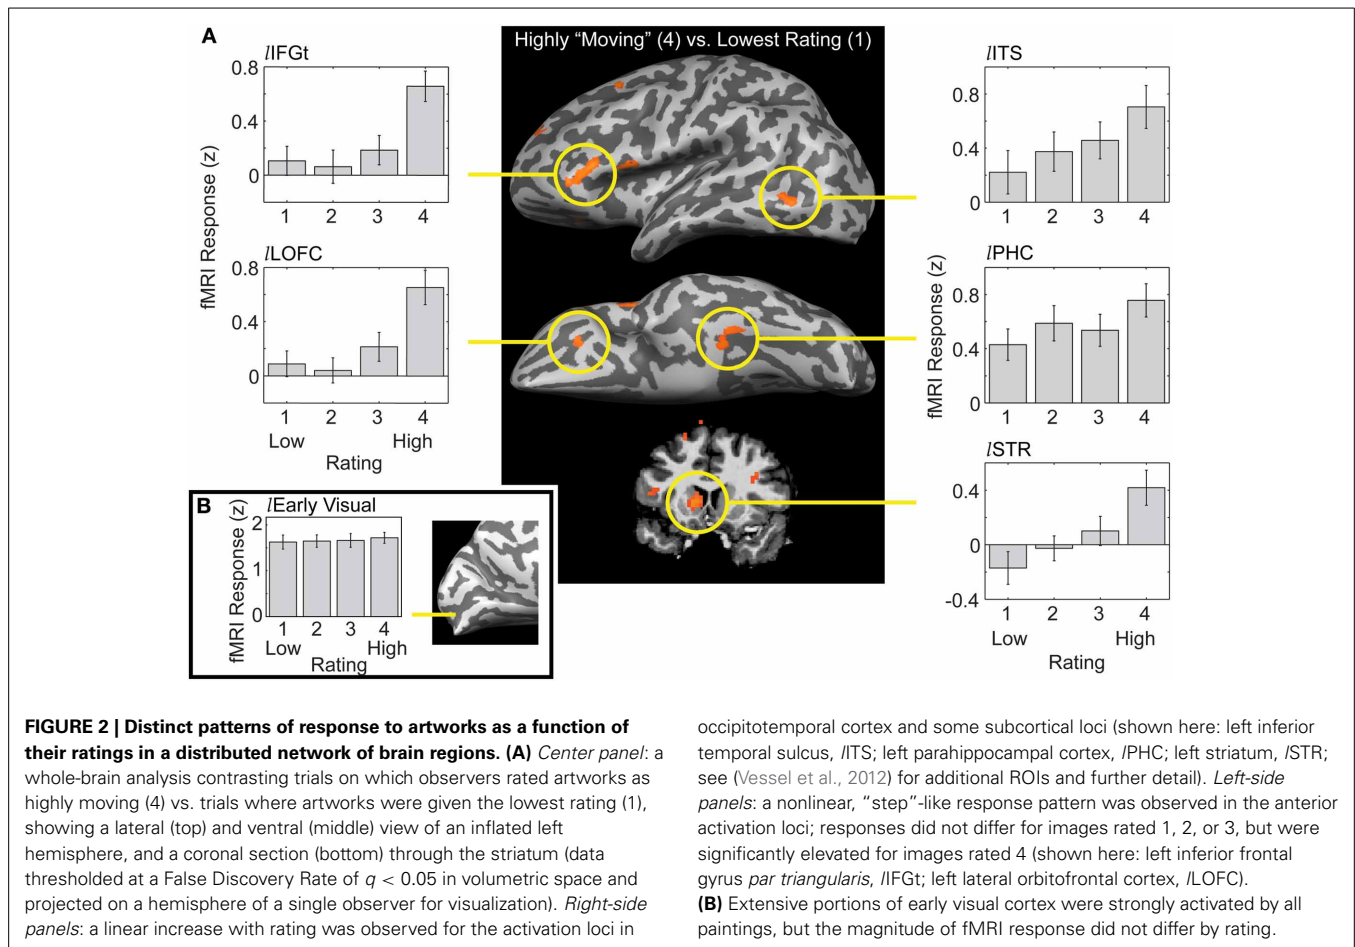 A
lIFGt
0.8
0.4
0
1 2 3 4
fMRI Response (z)
lLOFC
0.8
0.4
0
1 2 3 4
Low High
Rating
Highly “Moving” (4) vs. Lowest Rating (1)
lITS
0.8
0.4
0
1 2 3 4
lPHC
0.8
0.4
0
1 2 3 4
fMRI Response (z)
lSTR
0.4
0
-0.4
1 2 3 4
Low High
Rating
B
lEarly Visual
fMRI Response (z)
2
1
0
1 2 3 4
Low High
Rating
FIGURE 2 | Distinct patterns of response to artworks as a function of
their ratings in a distributed network of brain regions. (A) Center panel: a
whole-brain analysis contrasting trials on which observers rated artworks as
highly moving (4) vs. trials where artworks were given the lowest rating (1),
showing a lateral (top) and ventral (middle) view of an inflated left
hemisphere, and a coronal section (bottom) through the striatum (data
thresholded at a False Discovery Rate of q < 0.05 in volumetric space and
projected on a hemisphere of a single observer for visualization). Right-side
panels: a linear increase with rating was observed for the activation loci in
occipitotemporal cortex and some subcortical loci (shown here: left inferior
temporal sulcus, lITS; left parahippocampal cortex, lPHC; left striatum, lSTR;
see (Vessel et al., 2012) for additional ROIs and further detail). Left-side
panels: a nonlinear, “step”-like response pattern was observed in the anterior
activation loci; responses did not differ for images rated 1, 2, or 3, but were
significantly elevated for images rated 4 (shown here: left inferior frontal
gyrus par triangularis, lIFGt; left lateral orbitofrontal cortex, lLOFC).
(B) Extensive portions of early visual cortex were strongly activated by all
paintings, but the magnitude of fMRI response did not differ by rating.